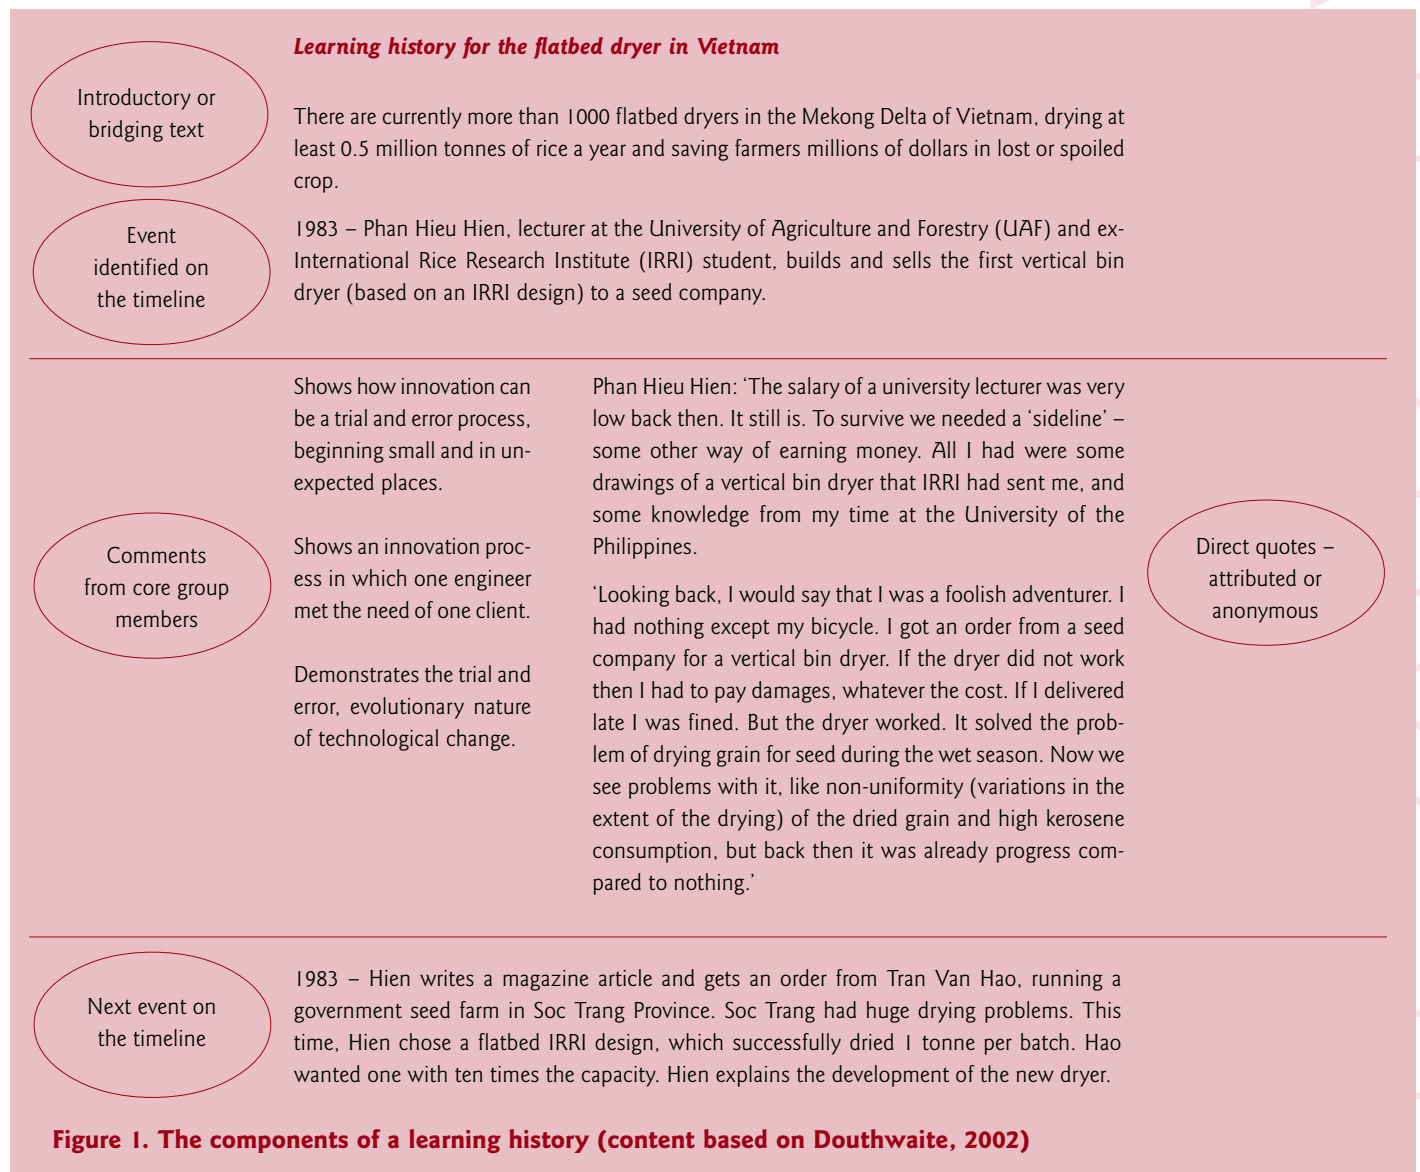 Learning history for the flatbed dryer in Vietnam
Introductory or
bridging text
There are currently more than 1000 flatbed dryers in the Mekong Delta of Vietnam, drying at
least 0.5 million tonnes of rice a year and saving farmers millions of dollars in lost or spoiled
crop.
Event
identified on
the timeline
1983 – Phan Hieu Hien, lecturer at the University of Agriculture and Forestry (UAF) and ex-
International Rice Research Institute (IRRI) student, builds and sells the first vertical bin
dryer (based on an IRRI design) to a seed company.
Comments
from core group
members
Shows how innovation can
be a trial and error process,
beginning small and in un-
expected places.
Shows an innovation proc-
ess in which one engineer
met the need of one client.
Demonstrates the trial and
error, evolutionary nature
of technological change.
Phan Hieu Hien: ‘The salary of a university lecturer was very
low back then. It still is. To survive we needed a ‘sideline’ –
some other way of earning money. All I had were some
drawings of a vertical bin dryer that IRRI had sent me, and
some knowledge from my time at the University of the
Philippines.
‘Looking back, I would say that I was a foolish adventurer. I
had nothing except my bicycle. I got an order from a seed
company for a vertical bin dryer. If the dryer did not work
then I had to pay damages, whatever the cost. If I delivered
late I was fined. But the dryer worked. It solved the prob-
lem of drying grain for seed during the wet season. Now we
see problems with it, like non-uniformity (variations in the
extent of the drying) of the dried grain and high kerosene
consumption, but back then it was already progress com-
pared to nothing.’
Direct quotes –
attributed or
anonymous
Next event on
the timeline
1983 – Hien writes a magazine article and gets an order from Tran Van Hao, running a
government seed farm in Soc Trang Province. Soc Trang had huge drying problems. This
time, Hien chose a flatbed IRRI design, which successfully dried 1 tonne per batch. Hao
wanted one with ten times the capacity. Hien explains the development of the new dryer.
Figure 1. The components of a learning history (content based on Douthwaite, 2002)